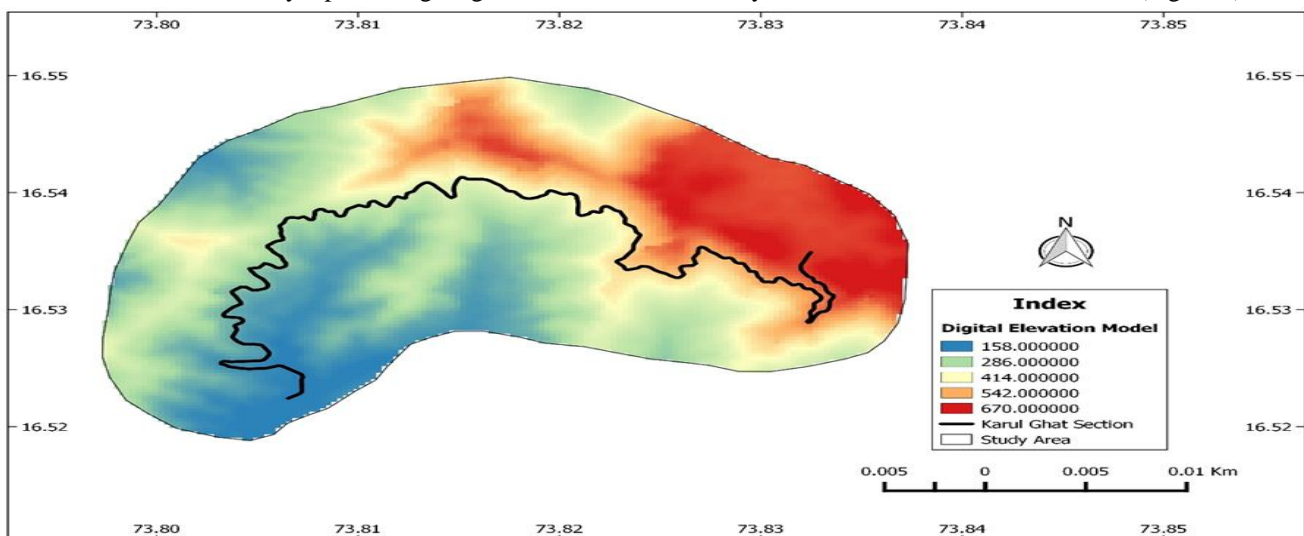 73.80 73.81 73.82 73.83 73.84 73.85
16.55 16.55
16.54 16.54
N
16.53 16.53
Index
Digital Elevation Model
158.000000
286.000000
414.000000
542.000000
670.000000
Karul Ghat Section
Study Area
16.52 16.52
0.005 0 0.005 0.01 Km
73.80 73.81 73.82 73.83 73.84 73.85